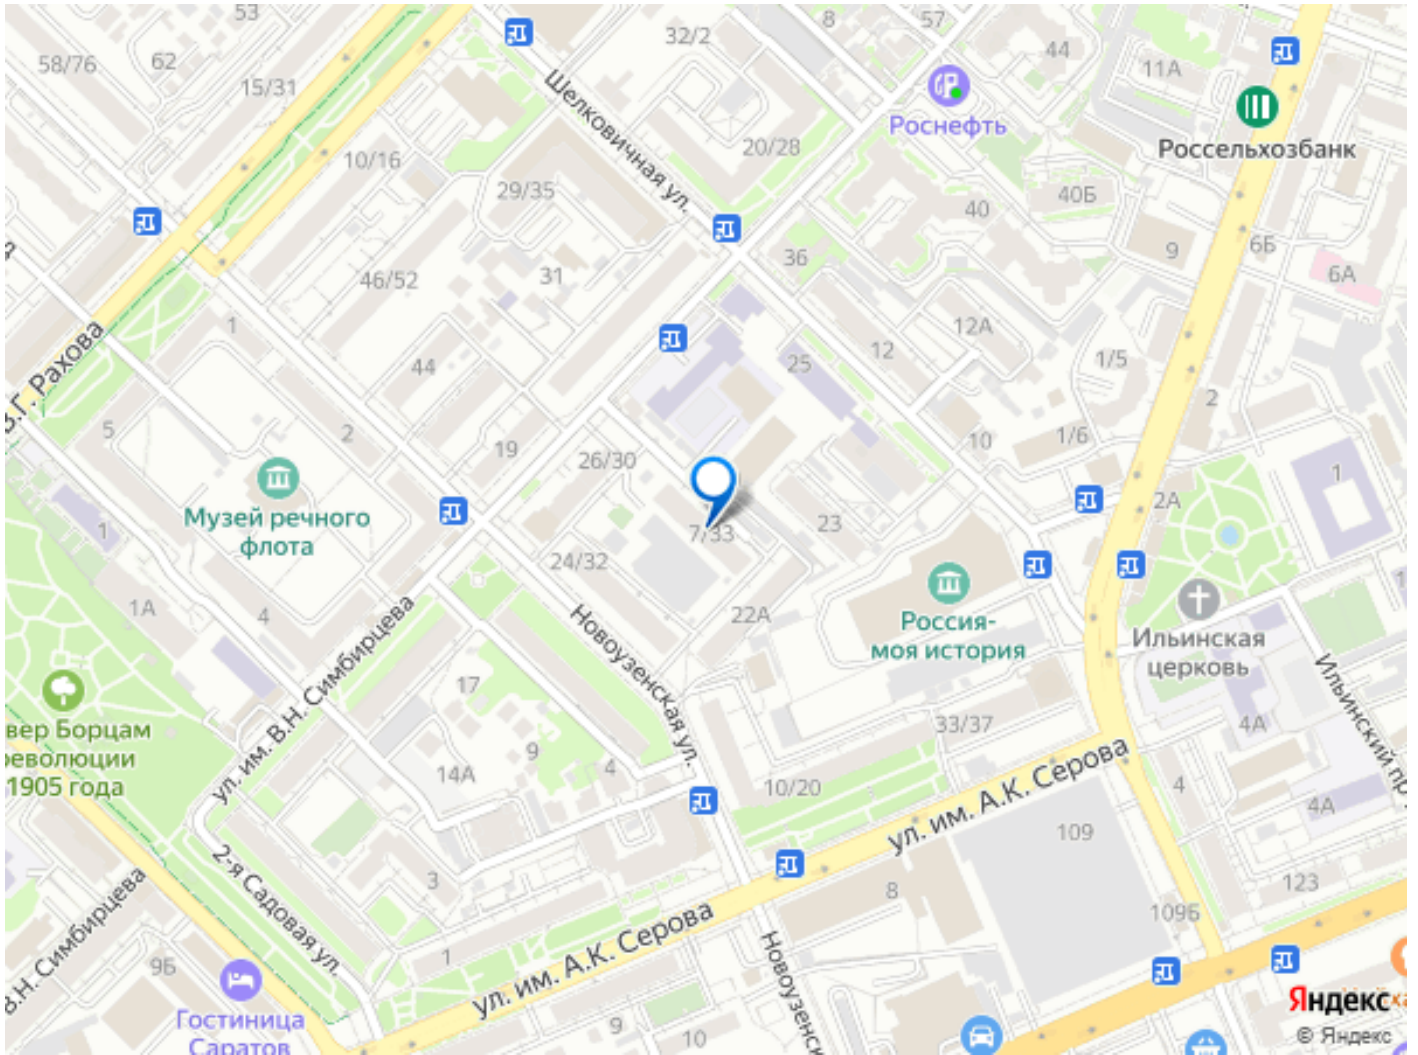 53
58/76
62
15/31
10/16
32/2
8
57
44
11А
Шелковичная ул.
Роснефть
Россельхозбанк
20/28
29/35
40
40Б
9
6Б
6А
36
46/52
31
1
12А
12
1/5
25
44
2
В.Г. Рахова
5
2
19
26/30
10
1/6
1
Музей речного
флота
1
7/33
23
2А
24/32
1А
4
22А
Россия-
моя история
Ильинская
церковь
Новоузенская ул.
ул. им. В.Н. Симбирцева
17
9
4
14А
33/37
4А
Борцам
1905 года
10/20
ул. им. А.К. Серова
4
4А
109
Ильинский
3
8
123
109Б
2-я Садовая ул.
В.Н. Симбирцева
1
9Б
ул. им. А.К. Серова
Гостиница
Саратов
9
10
Яндекс
© Яндекс